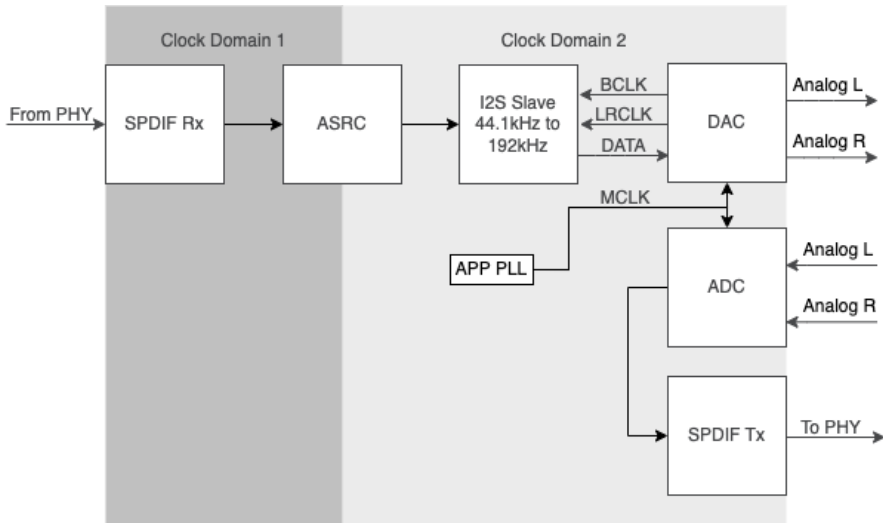 Clock Domain 1
Clock Domain 2
From PHY
SPDIF Rx
ASRC
I2S Slave
44.1kHz to
192kHz
BCLK
LRCLK
DATA
DAC
Analog L
Analog R
MCLK
APP PLL
ADC
Analog L
Analog R
SPDIF Tx
To PHY